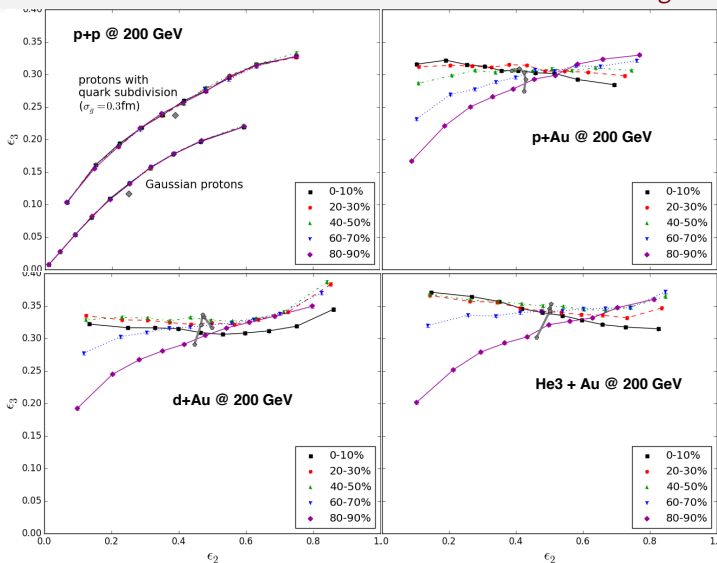 g
0.40
p+p @ 200 GeV
0.35
0.30
protons with
quark subdivision
(σ_g = 0.3fm)
0.25
ϵ₃
0.20
0.15
Gaussian protons
0.10
0.05
0.00
0-10%
20-30%
40-50%
60-70%
80-90%
p+Au @ 200 GeV
0-10%
20-30%
40-50%
60-70%
80-90%
0.35
0.30
0.25
ϵ₃
0.20
0.15
0.10
0.05
0.00
d+Au @ 200 GeV
0-10%
20-30%
40-50%
60-70%
80-90%
0.0 0.2 0.4 0.6 0.8 1.0
ϵ₂
He3 + Au @ 200 GeV
0-10%
20-30%
40-50%
60-70%
80-90%
0.2 0.4 0.6 0.8
ϵ₂